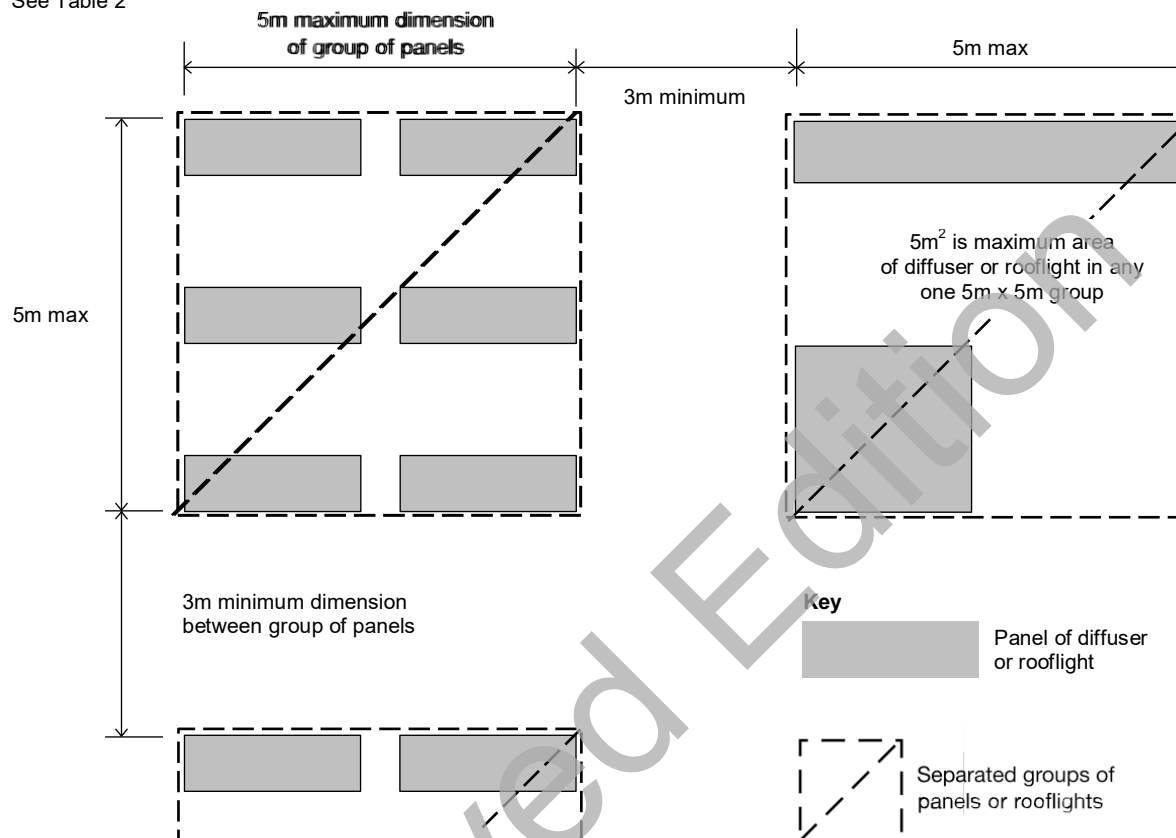 See Table 2
5m maximum dimension
of group of panels
5m max
3m minimum
5m² is maximum area
of diffuser or rooflight in any
one 5m x 5m group
5m max
3m minimum dimension
between group of panels
Key
Panel of diffuser
or rooflight
Separated groups of
panels or rooflights
ved Edition